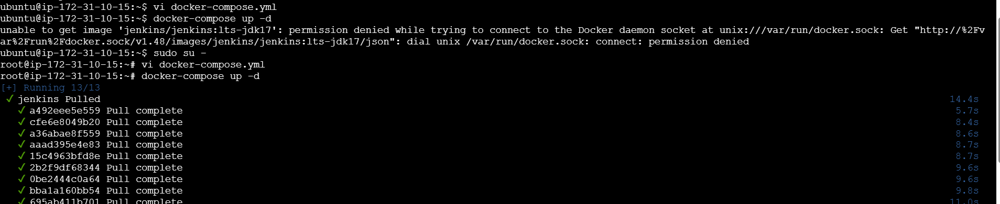 ubuntu@ip-172-31-10-15:~$ vi docker-compose.yml
ubuntu@ip-172-31-10-15:~$ docker-compose up -d
unable to get image 'jenkins/jenkins:lts-jdk17': permission denied while trying to connect to the Docker daemon socket at unix:///var/run/docker.sock: Get "http://%2Fv
ar%2Frun%2Fdocker.sock/v1.48/images/jenkins/jenkins:lts-jdk17/json": dial unix /var/run/docker.sock: connect: permission denied
ubuntu@ip-172-31-10-15:~$ sudo su -
root@ip-172-31-10-15:~# vi docker-compose.yml
root@ip-172-31-10-15:~# docker-compose up -d
[+] Running 13/13
✓ jenkins Pulled 14.4s
✓ a492eee5e559 Pull complete 5.7s
✓ cfe6e8049b20 Pull complete 8.4s
✓ a36abae8f559 Pull complete 8.6s
✓ aaad395e4e83 Pull complete 8.7s
✓ 15c4963bfd8e Pull complete 8.7s
✓ 2b2f9df68344 Pull complete 9.6s
✓ 0be2444c0a64 Pull complete 9.6s
✓ bba1a160bb54 Pull complete 9.8s
✓ 695ab411b701 Pull complete 11.0s